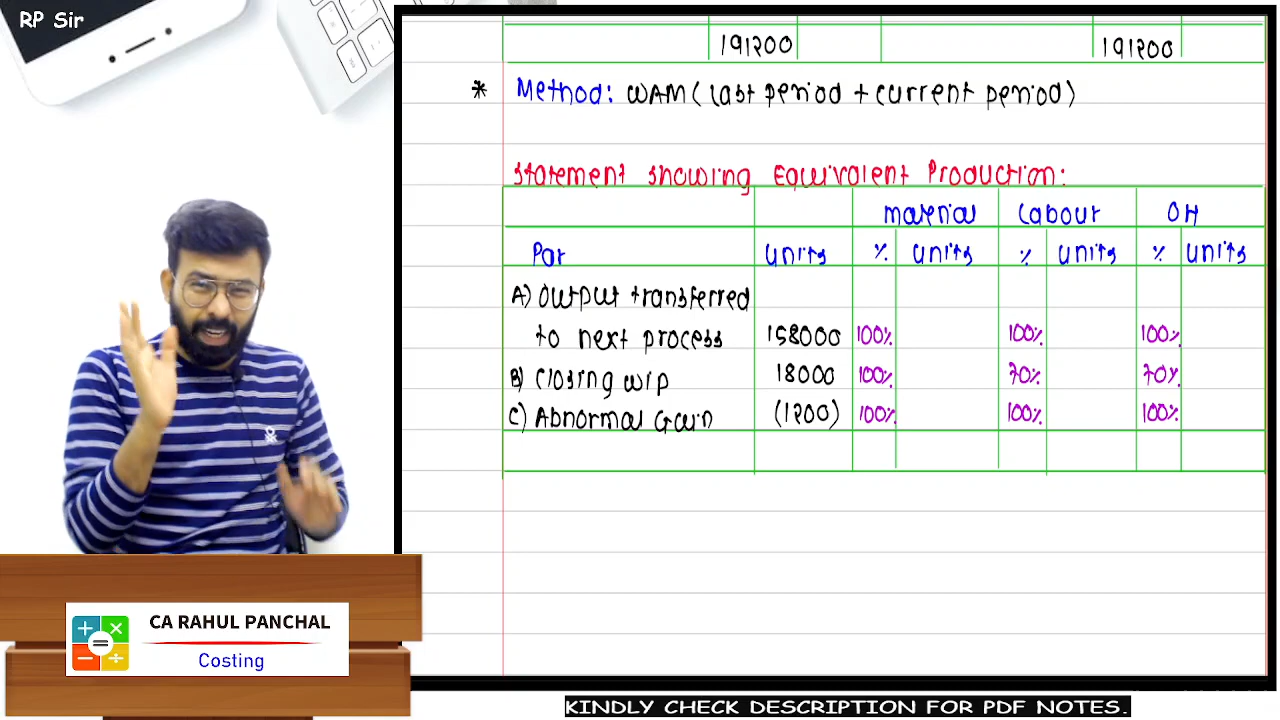 RP Sir
191200 191200
* Method: WAM (last period + current period)
Statement showing Equivalent Production:
material Labour OH
Par units % units % units % units
A) Output transferred
to next process 158000 100% 100% 100%
B) Closing wip 18000 100% 70% 70%
C) Abnormal Gain (1200) 100% 100% 100%
CA RAHUL PANCHAL
Costing
KINDLY CHECK DESCRIPTION FOR PDF NOTES.